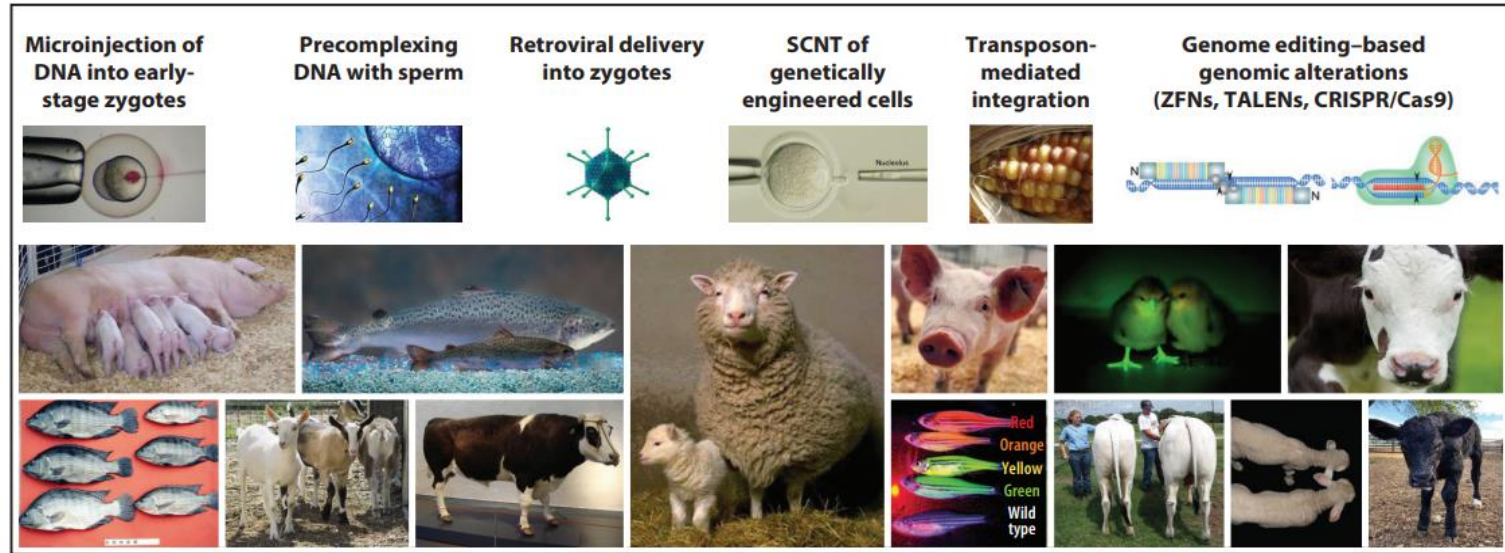 Microinjection of
DNA into early-
stage zygotes
Precomplexing
DNA with sperm
Retroviral delivery
into zygotes
SCNT of
genetically
engineered cells
Transposon-
mediated
integration
Genome editing–based
genomic alterations
(ZFNs, TALENs, CRISPR/Cas9)
Nucleolus
N
N
Red
Orange
Yellow
Green
Wild
type